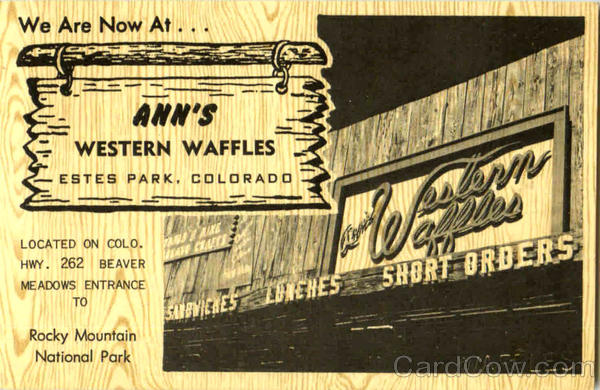 We Are Now At . . .
ANN'S
WESTERN WAFFLES
ESTES PARK, COLORADO
LOCATED ON COLO.
HWY. 262 BEAVER
MEADOWS ENTRANCE
TO
Rocky Mountain
National Park
Ann's
Western
Waffles
SANDWICHES LUNCHES SHORT ORDERS
CardCow.com